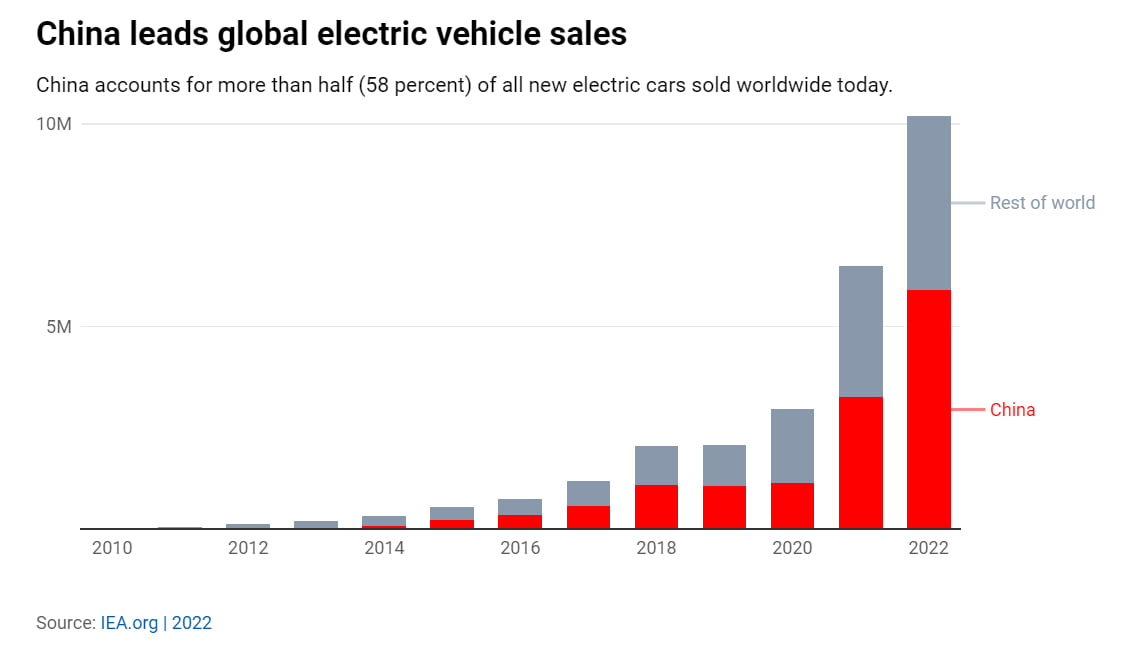 China leads global electric vehicle sales
China accounts for more than half (58 percent) of all new electric cars sold worldwide today.
10M
Rest of world
5M
China
2010 2012 2014 2016 2018 2020 2022
Source: IEA.org | 2022